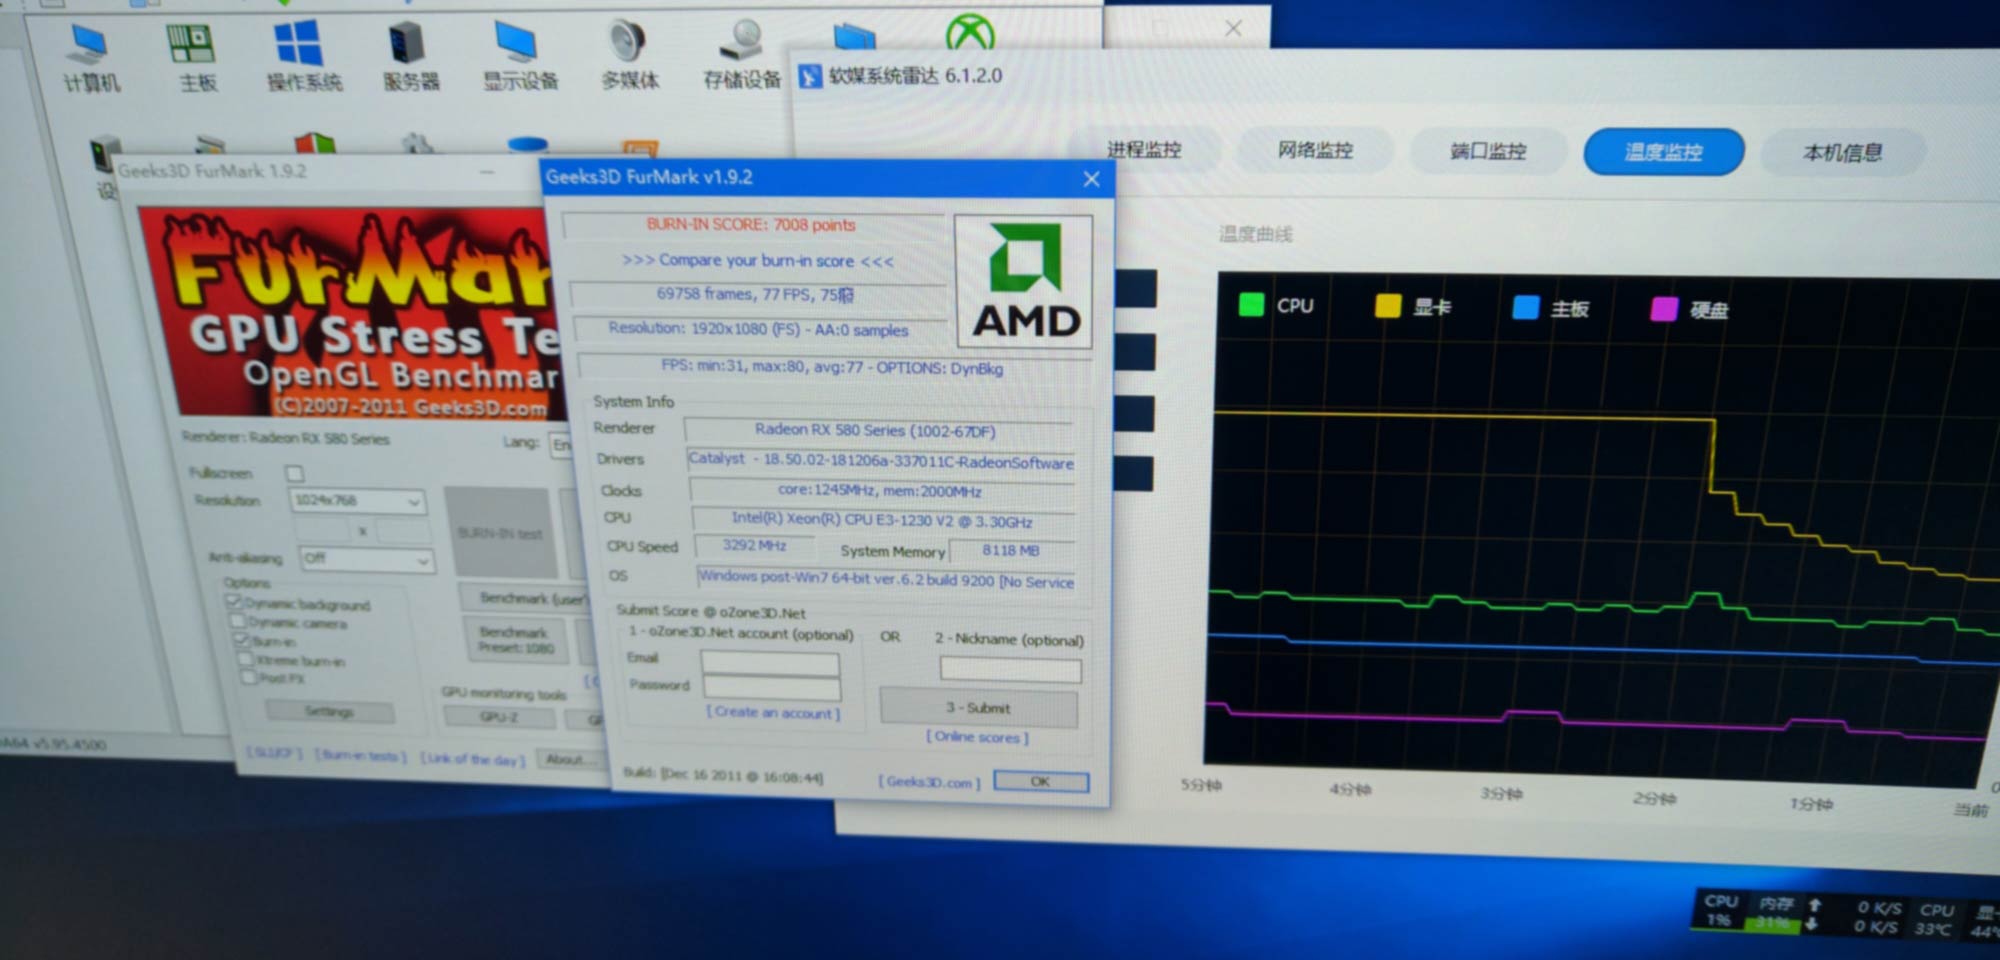 计算机
主板
操作系统
服务器
显示设备
多媒体
存储设备
软媒系统雷达 6.1.2.0
进程监控
网络监控
端口监控
温度监控
本机信息
温度曲线
CPU
显卡
主板
硬盘
5分钟
4分钟
3分钟
2分钟
1分钟
当前
Geeks3D FurMark 1.9.2
FurMar
GPU Stress Te
OpenGL Benchmar
(C)2007-2011 Geeks3D.com
Renderer: Radeon RX 580 Series
Lang:
En
Fullscreen
Resolution
1024x768
x
BURN-IN test
Anti-aliasing
Off
Options
Dynamic background
Dynamic camera
Burn-in
Xtreme burn-in
Post FX
Settings
Benchmark (user
Benchmark
Preset: 1080
GPU monitoring tools
GPU-Z
[Burn-in tests]
[Link of the day]
About...
v5.95.4500
Geeks3D FurMark v1.9.2
BURN-IN SCORE: 7008 points
>>> Compare your burn-in score <<<
69758 frames, 77 FPS, 75癈
Resolution: 1920x1080 (FS) - AA:0 samples
FPS: min:31, max:80, avg:77 - OPTIONS: DynBkg
AMD
System Info
Renderer
Radeon RX 580 Series (1002-67DF)
Drivers
Catalyst - 18.50.02-181206a-337011C-RadeonSoftware
Clocks
core:1245MHz, mem:2000MHz
CPU
Intel(R) Xeon(R) CPU E3-1230 V2 @ 3.30GHz
CPU Speed
3292 MHz
System Memory
8118 MB
OS
Windows post-Win7 64-bit ver.6.2 build 9200 [No Service
Submit Score @ oZone3D.Net
1 - oZone3D.Net account (optional)
OR
2 - Nickname (optional)
Email
Password
[ Create an account ]
3 - Submit
[ Online scores ]
Build: [Dec 16 2011 @ 16:08:44]
[ Geeks3D.com ]
OK
CPU
1%
内存
31%
0 K/S
0 K/S
CPU
33℃
44℃